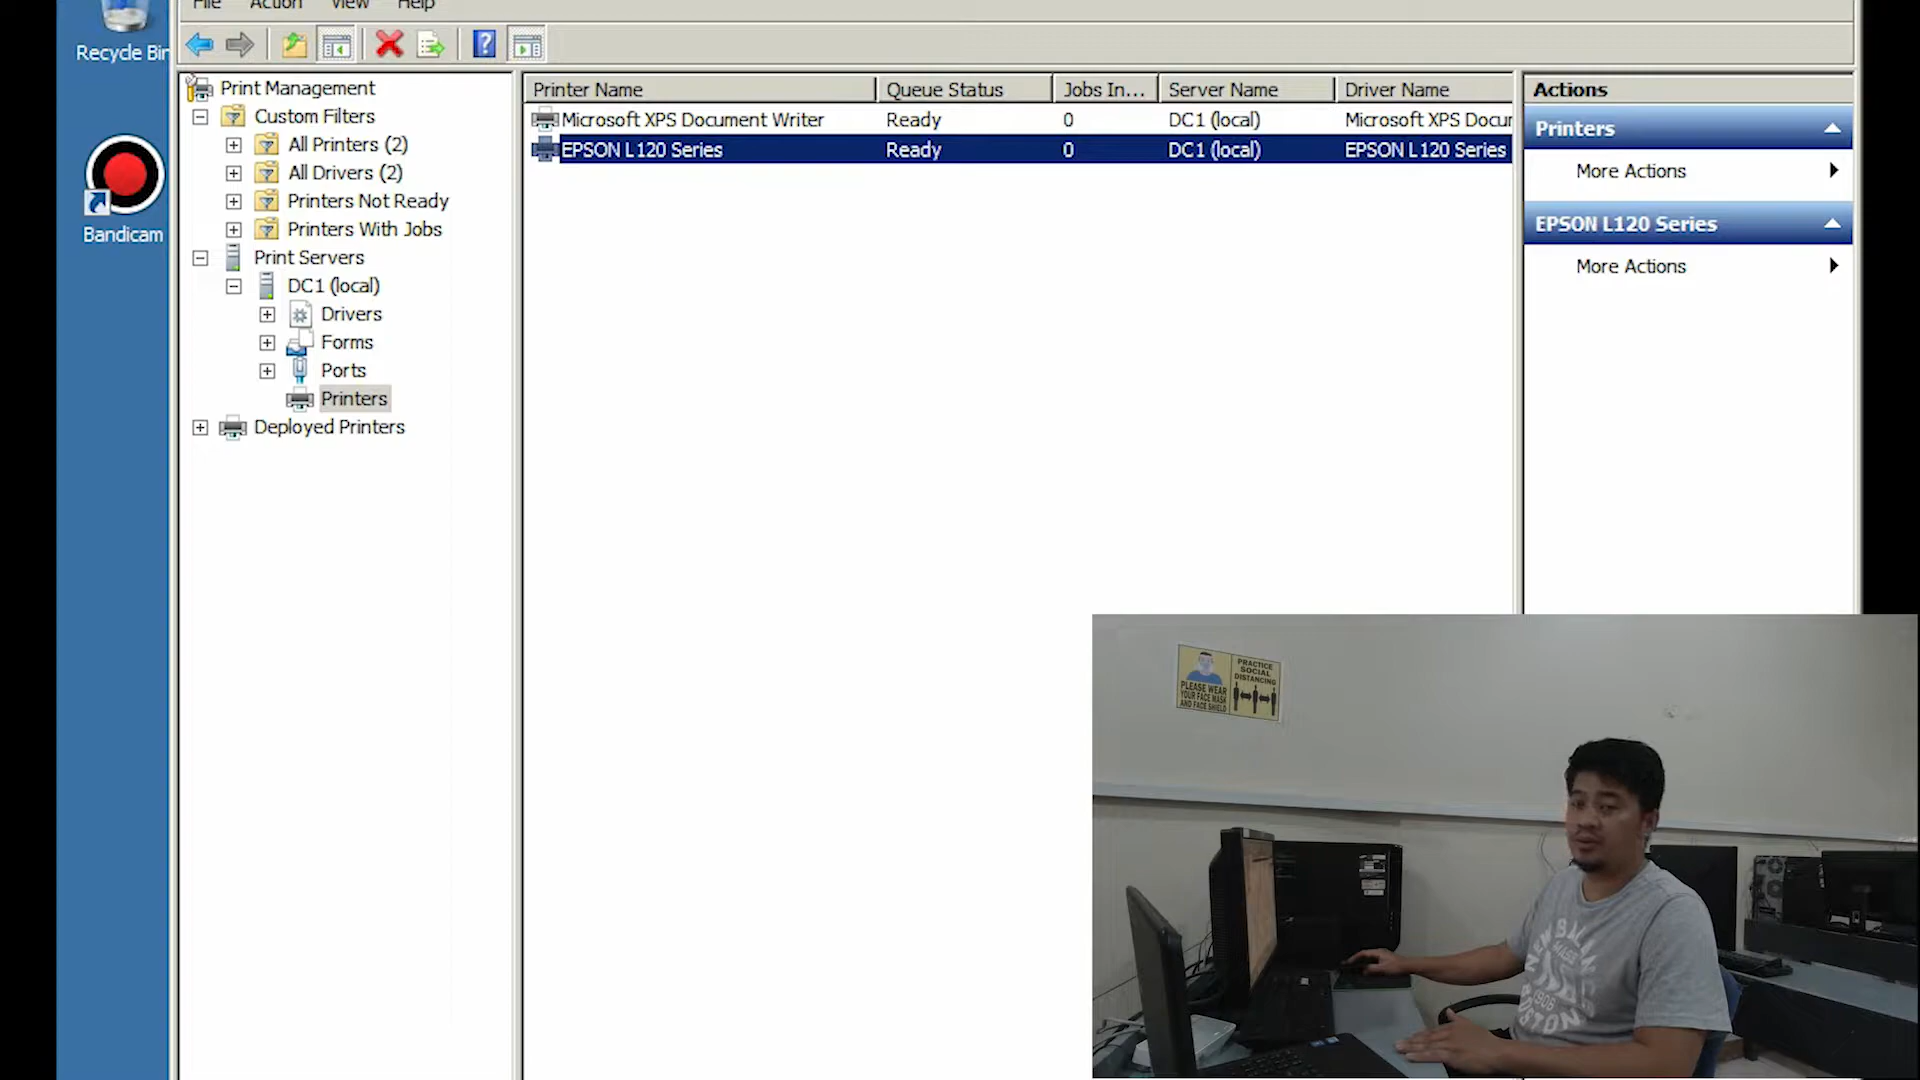 File Action View Help
Recycle Bin
Bandicam
Print Management
Custom Filters
All Printers (2)
All Drivers (2)
Printers Not Ready
Printers With Jobs
Print Servers
DC1 (local)
Drivers
Forms
Ports
Printers
Deployed Printers
Printer Name Queue Status Jobs In... Server Name Driver Name
Microsoft XPS Document Writer Ready 0 DC1 (local) Microsoft XPS Docur
EPSON L120 Series Ready 0 DC1 (local) EPSON L120 Series
Actions
Printers
More Actions
EPSON L120 Series
More Actions
PLEASE WEAR
YOUR FACE MASK
AND FACE SHIELD
PRACTICE
SOCIAL
DISTANCING
NEW BALAN
1906
BOSTON